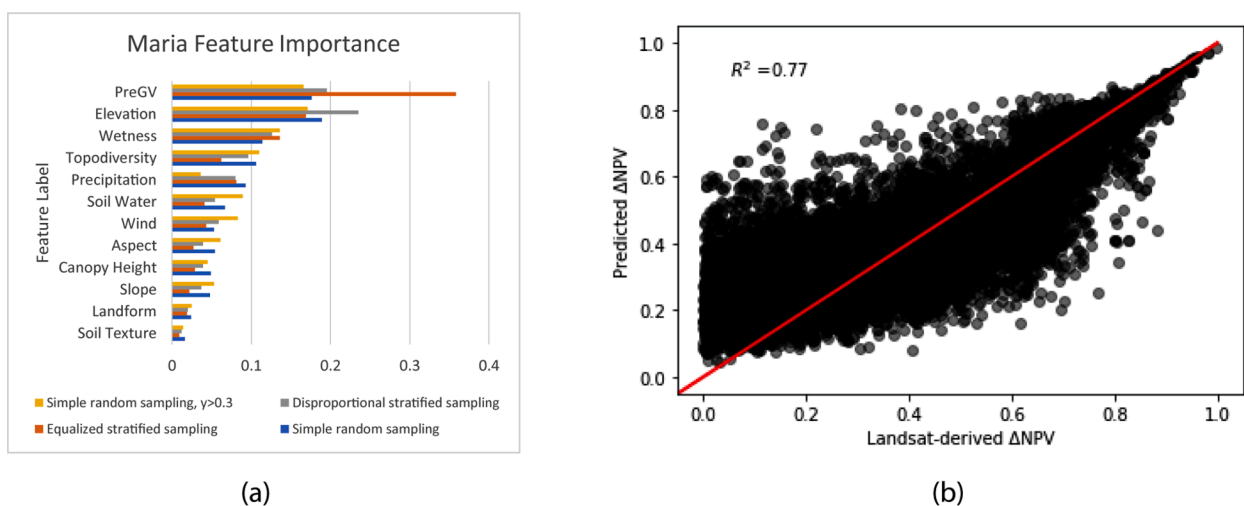 Maria Feature Importance
Feature Label
PreGV
Elevation
Wetness
Topodiversity
Precipitation
Soil Water
Wind
Aspect
Canopy Height
Slope
Landform
Soil Texture
0 0.1 0.2 0.3 0.4
Simple random sampling, y>0.3 Disproportional stratified sampling
Equalized stratified sampling Simple random sampling
(a)
R² =0.77
Predicted ΔNPV
1.0
0.8
0.6
0.4
0.2
0.0
0.0 0.2 0.4 0.6 0.8 1.0
Landsat-derived ΔNPV
(b)